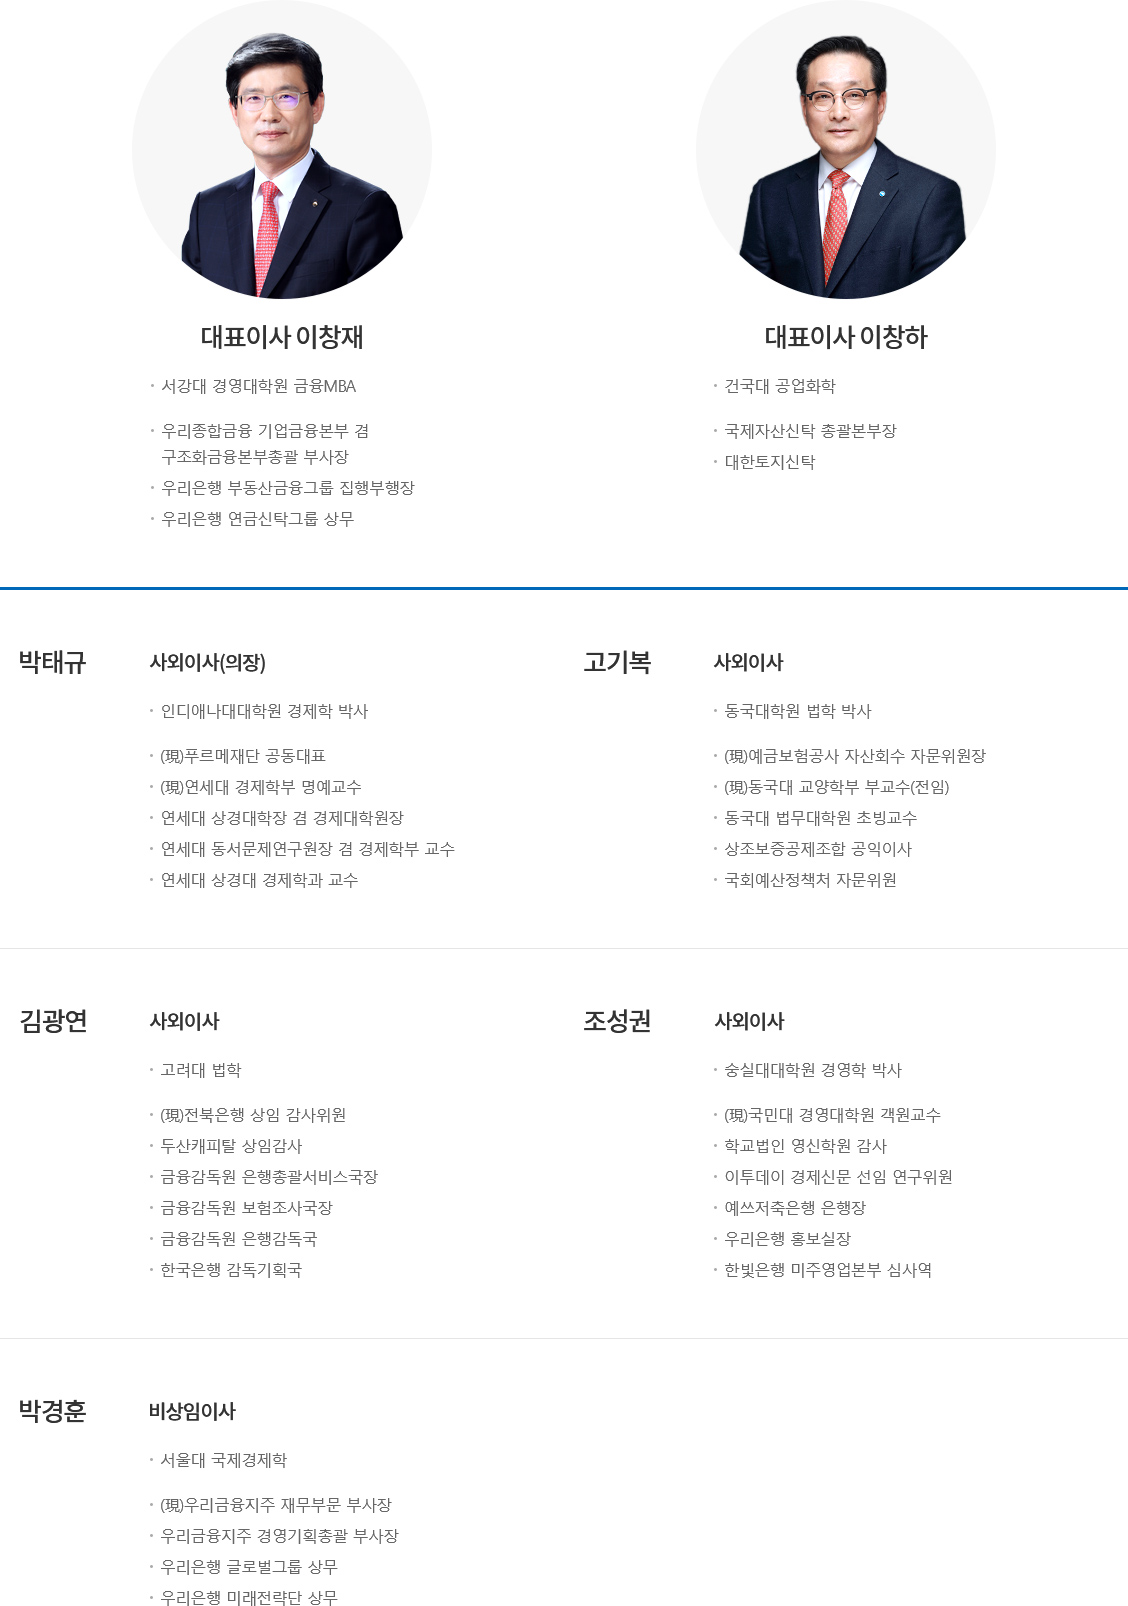 대표이사 이창재
· 서강대 경영대학원 금융MBA
· 우리종합금융 기업금융본부 겸
구조화금융본부총괄 부사장
· 우리은행 부동산금융그룹 집행부행장
· 우리은행 연금신탁그룹 상무
대표이사 이창하
· 건국대 공업화학
· 국제자산신탁 총괄본부장
· 대한토지신탁
박태규
사외이사(의장)
· 인디애나대대학원 경제학 박사
· (現)푸르메재단 공동대표
· (現)연세대 경제학부 명예교수
· 연세대 상경대학장 겸 경제대학원장
· 연세대 동서문제연구원장 겸 경제학부 교수
· 연세대 상경대 경제학과 교수
고기복
사외이사
· 동국대학원 법학 박사
· (現)예금보험공사 자산회수 자문위원장
· (現)동국대 교양학부 부교수(전임)
· 동국대 법무대학원 초빙교수
· 상조보증공제조합 공익이사
· 국회예산정책처 자문위원
김광연
사외이사
· 고려대 법학
· (現)전북은행 상임 감사위원
· 두산캐피탈 상임감사
· 금융감독원 은행총괄서비스국장
· 금융감독원 보험조사국장
· 금융감독원 은행감독국
· 한국은행 감독기획국
조성권
사외이사
· 숭실대대학원 경영학 박사
· (現)국민대 경영대학원 객원교수
· 학교법인 영신학원 감사
· 이투데이 경제신문 선임 연구위원
· 예쓰저축은행 은행장
· 우리은행 홍보실장
· 한빛은행 미주영업본부 심사역
박경훈
비상임이사
· 서울대 국제경제학
· (現)우리금융지주 재무부문 부사장
· 우리금융지주 경영기획총괄 부사장
· 우리은행 글로벌그룹 상무
· 우리은행 미래전략단 상무